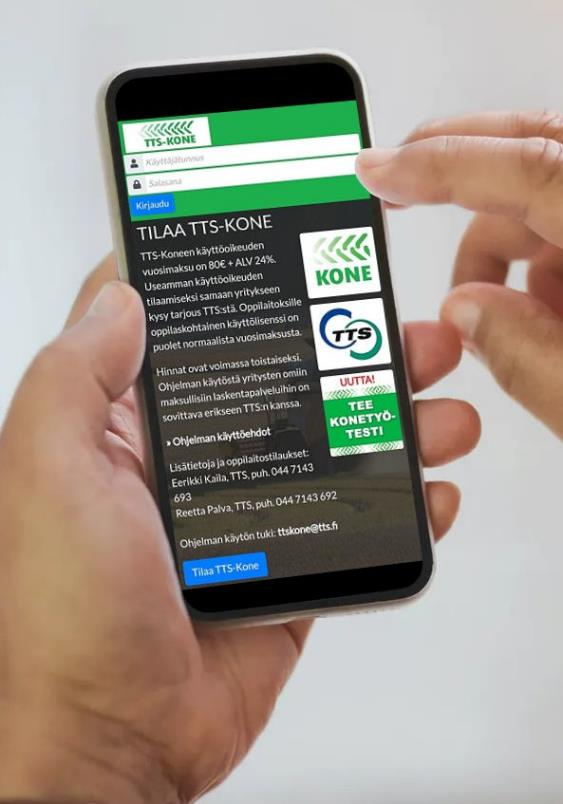 TTS-KONE
Käyttäjätunnus
Salasana
Kirjaudu
TILAA TTS-KONE
TTS-Koneen käyttöoikeuden
vuosimaksu on 80€ + ALV 24%.
Useamman käyttöoikeuden
tilaamiseksi samaan yritykseen
kysy tarjous TTS:stä. Oppilaitoksille
oppilaskohtainen käyttölisenssi on
puolet normaalista vuosimaksusta.
Hinnat ovat voimassa toistaiseksi.
Ohjelman käytöstä yritysten omiin
maksullisiin laskentapalveluihin on
sovittava erikseen TTS:n kanssa.
» Ohjelman käyttöehdot
Lisätietoja ja oppilaitostilaukset:
Eerikki Kaila, TTS, puh. 044 7143
693
Reetta Palva, TTS, puh. 044 7143 692
Ohjelman käytön tuki: ttskone@tts.fi
Tilaa TTS-Kone
KONE
TTS
UUTTA!
TEE
KONETYÖ-
TESTI